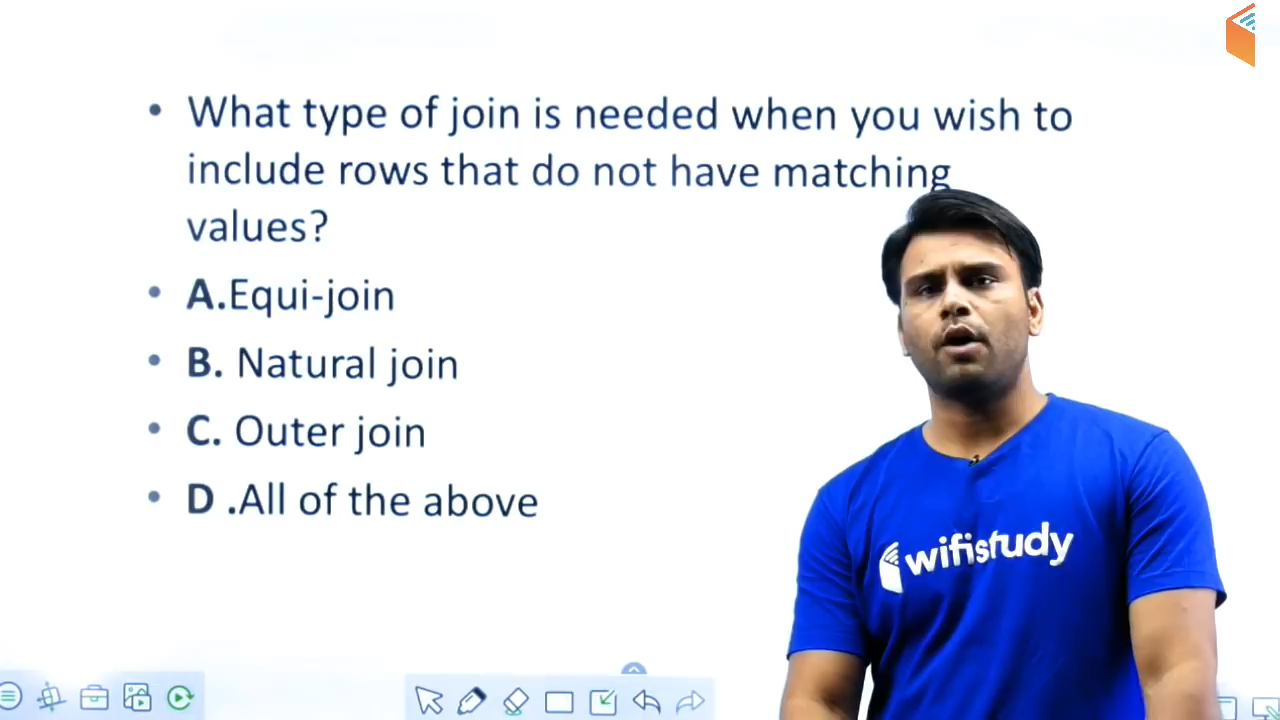 • What type of join is needed when you wish to
include rows that do not have matching
values?
• A.Equi-join
• B. Natural join
• C. Outer join
• D .All of the above
wifistudy